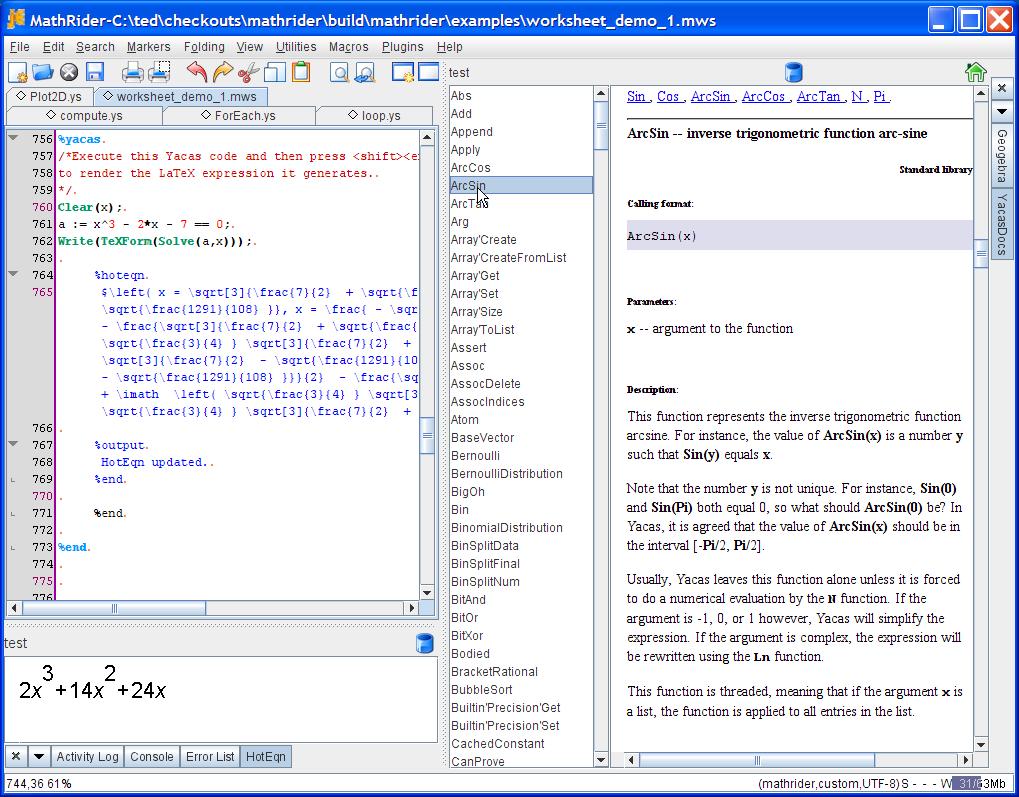 MathRider-C:\ted\checkouts\mathrider\build\mathrider\examples\worksheet_demo_1.mws
File Edit Search Markers Folding View Utilities Macros Plugins Help
Plot2D.ys worksheet_demo_1.mws
compute.ys ForEach.ys loop.ys
756 %yacas.
757 /*Execute this Yacas code and then press <shift><e
758 to render the LaTeX expression it generates..
759 */.
760 Clear(x);.
761 a := x^3 - 2*x - 7 == 0;.
762 Write(TeXForm(Solve(a,x)));.
763 .
764 %hoteqn.
765 $\left( x = \sqrt[3]{\frac{7}{2}  + \sqrt{\f
\sqrt{\frac{1291}{108} }}, x = \frac{ - \sqr
- \frac{\sqrt[3]{\frac{7}{2}  + \sqrt{\frac{
\sqrt{\frac{3}{4} } \sqrt[3]{\frac{7}{2}  +
\sqrt[3]{\frac{7}{2}  - \sqrt{\frac{1291}{10
- \sqrt{\frac{1291}{108} }}}{2}  - \frac{\sq
+ \imath  \left( \sqrt{\frac{3}{4} } \sqrt[3
\sqrt{\frac{3}{4} } \sqrt[3]{\frac{7}{2}  +
766 .
767 %output.
768 HotEqn updated..
769 %end.
770 .
771 %end.
772 .
773 %end.
774 .
775 .
776
test
2x^3+14x^2+24x
Activity Log Console Error List HotEqn
744,36 61%
test
Abs
Add
Append
Apply
ArcCos
ArcSin
ArcTan
Arg
Array'Create
Array'CreateFromList
Array'Get
Array'Set
Array'Size
Array'ToList
Assert
Assoc
AssocDelete
AssocIndices
Atom
BaseVector
Bernoulli
BernoulliDistribution
BigOh
Bin
BinomialDistribution
BinSplitData
BinSplitFinal
BinSplitNum
BitAnd
BitOr
BitXor
Bodied
BracketRational
BubbleSort
Builtin'Precision'Get
Builtin'Precision'Set
CachedConstant
CanProve
Sin , Cos , ArcSin , ArcCos , ArcTan , N , Pi .
ArcSin -- inverse trigonometric function arc-sine
Standard library
Calling format:
ArcSin(x)
Parameters:
x -- argument to the function
Description:
This function represents the inverse trigonometric function
arcsine. For instance, the value of ArcSin(x) is a number y
such that Sin(y) equals x.
Note that the number y is not unique. For instance, Sin(0)
and Sin(Pi) both equal 0, so what should ArcSin(0) be? In
Yacas, it is agreed that the value of ArcSin(x) should be in
the interval [-Pi/2, Pi/2].
Usually, Yacas leaves this function alone unless it is forced
to do a numerical evaluation by the N function. If the
argument is -1, 0, or 1 however, Yacas will simplify the
expression. If the argument is complex, the expression will
be rewritten using the Ln function.
This function is threaded, meaning that if the argument x is
a list, the function is applied to all entries in the list.
Geogebra
YacasDocs
(mathrider,custom,UTF-8)S - - - W 31/63Mb